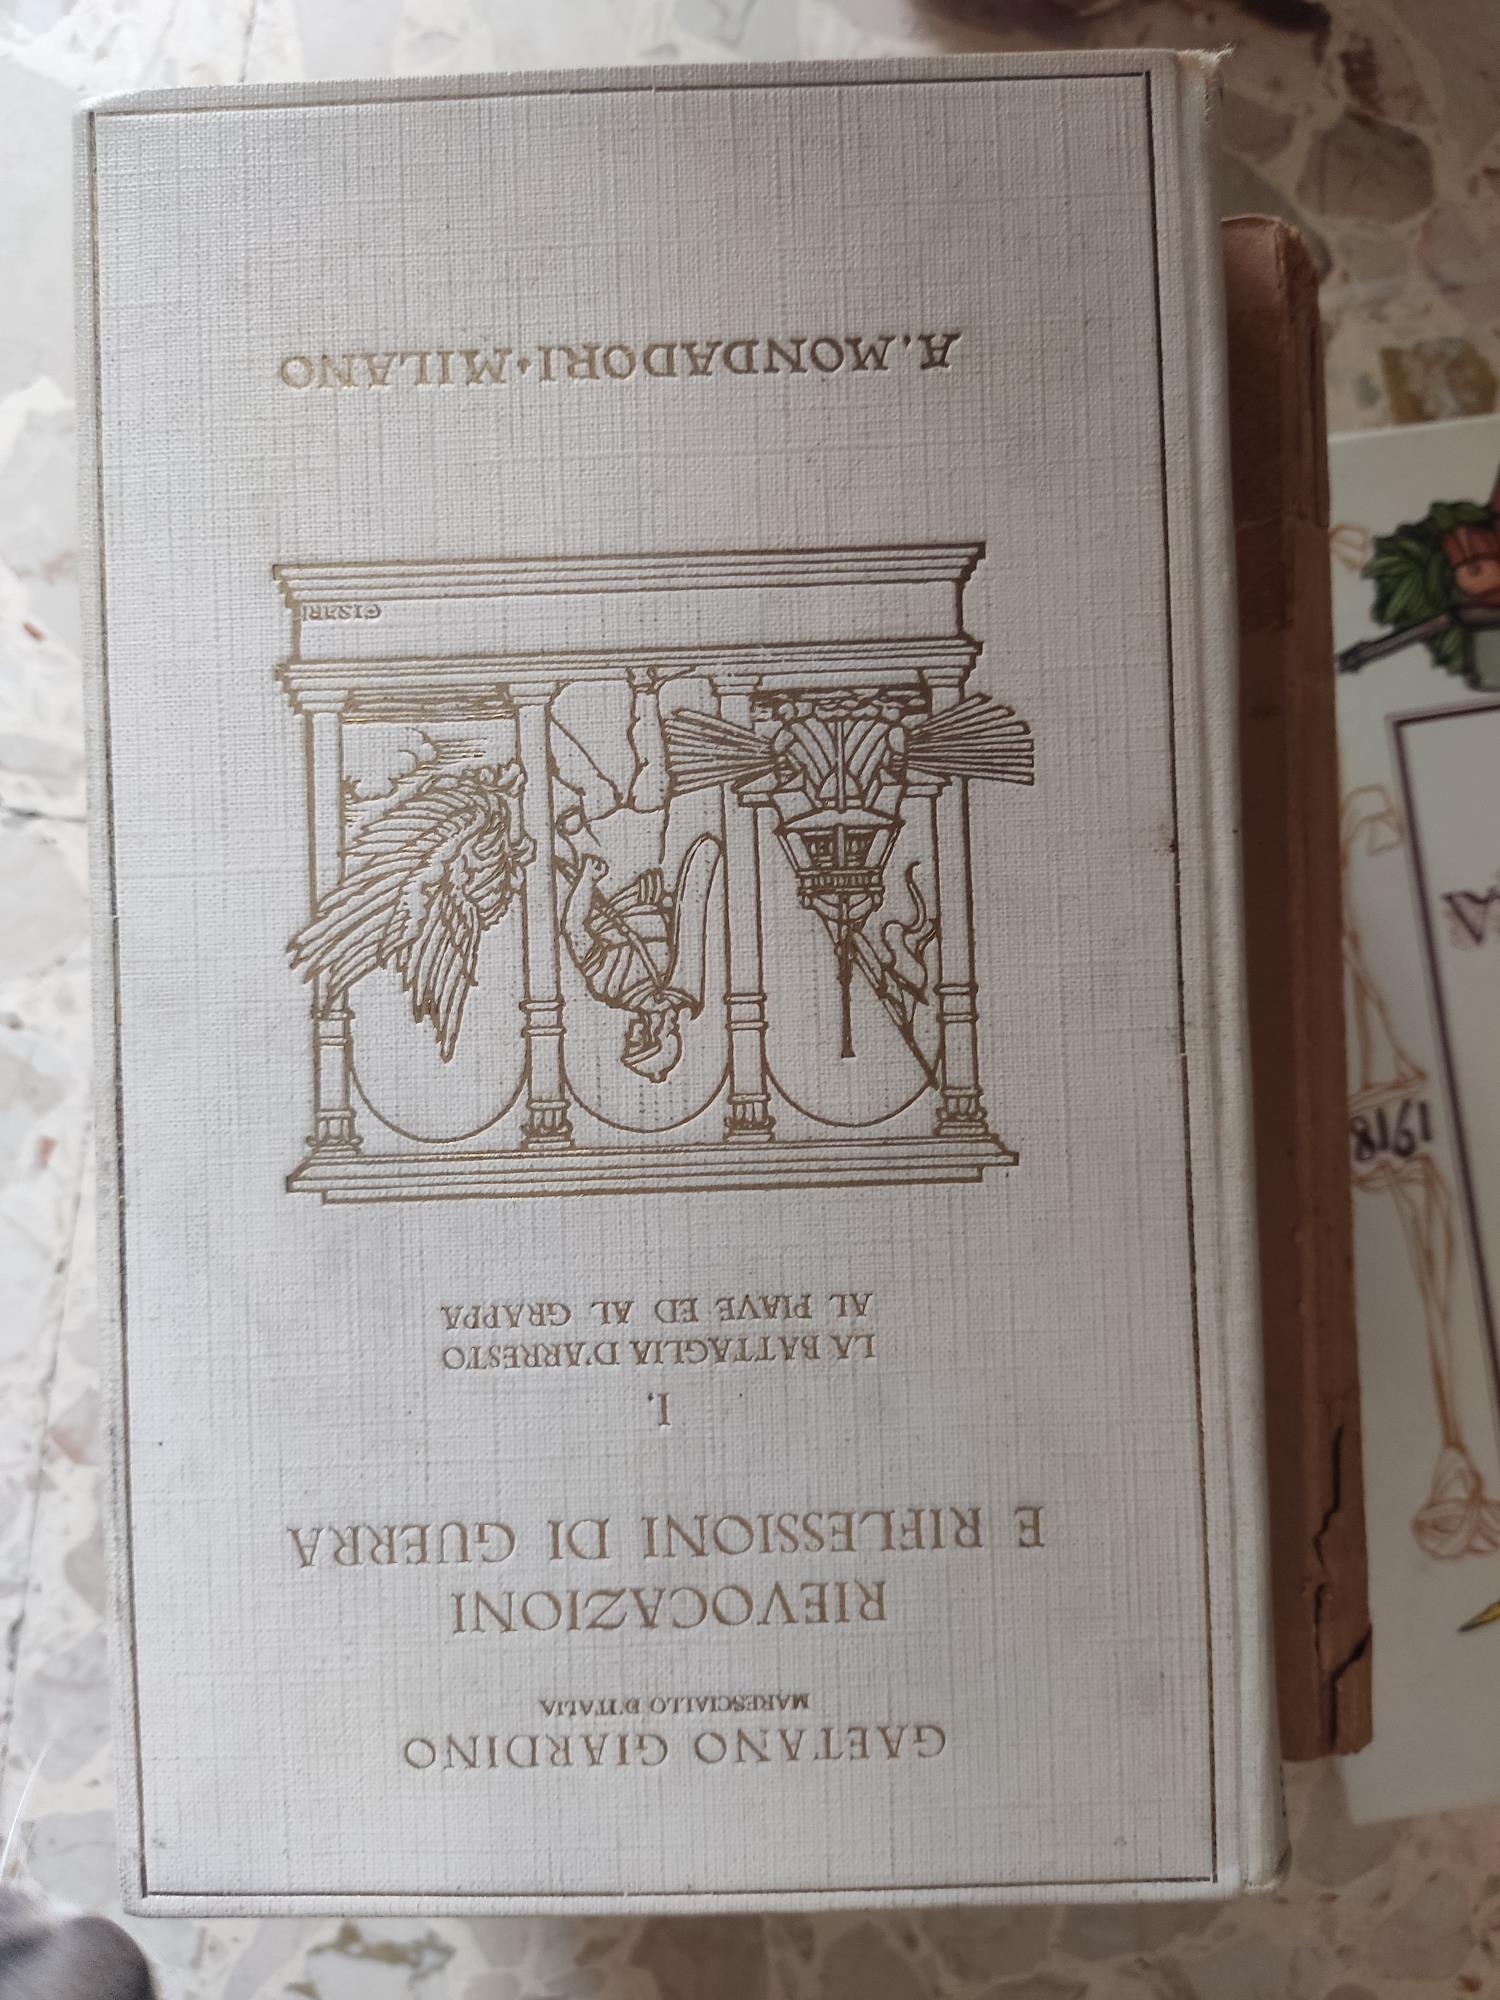 GAETANO GIARDINO
MARESCIALLO D'ITALIA
RIEVOCAZIONI
E RIFLESSIONI DI GUERRA
I.
LA BATTAGLIA D'ARRESTO
AL PIAVE ED AL GRAPPA
CISARI
A. MONDADORI · MILANO
1918